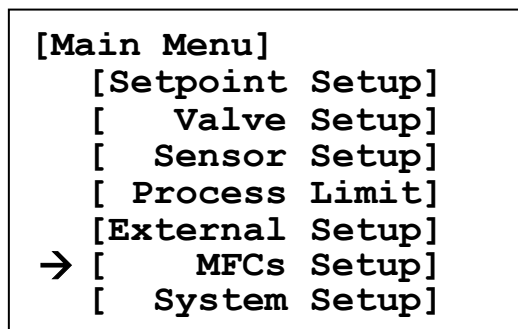 [Main Menu]
[Setpoint Setup]
[   Valve Setup]
[  Sensor Setup]
[ Process Limit]
[External Setup]
→ [    MFCs Setup]
[  System Setup]